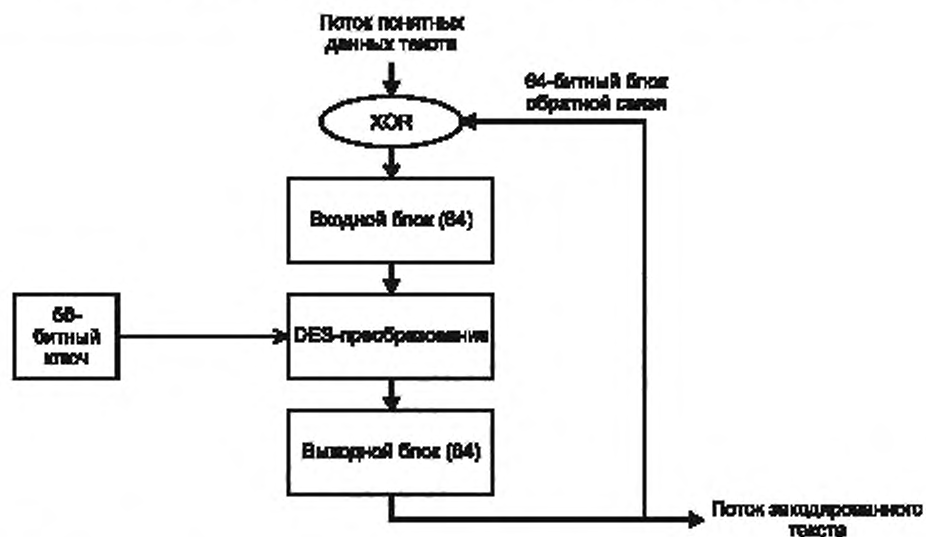 Поток понятных
данных текста
64-битный блок
обратной связи
XOR
Входной блок (64)
56-
битный
ключ
DES-преобразование
Выходной блок (64)
Поток закодированного
текста